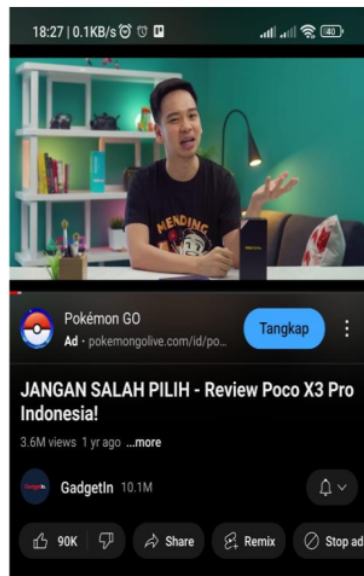 18:27 | 0.1KB/s
40
MENDING
Pokémon GO
Ad · pokemongolive.com/id/po...
Tangkap
JANGAN SALAH PILIH - Review Poco X3 Pro
Indonesia!
3.6M views 1 yr ago ...more
GadgetIn 10.1M
90K
Share
Remix
Stop ad